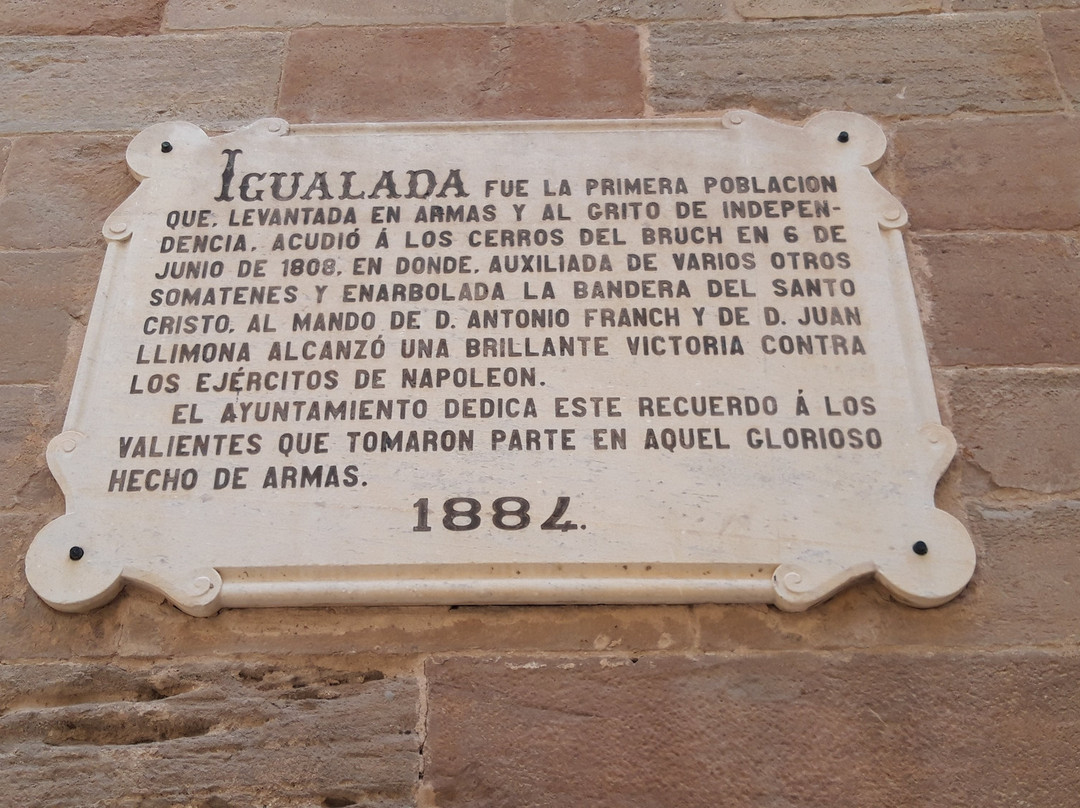 IGUALADA FUE LA PRIMERA POBLACION
QUE, LEVANTADA EN ARMAS Y AL GRITO DE INDEPEN-
DENCIA, ACUDIÓ Á LOS CERROS DEL BRUCH EN 6 DE
JUNIO DE 1808, EN DONDE, AUXILIADA DE VARIOS OTROS
SOMATENES Y ENARBOLADA LA BANDERA DEL SANTO
CRISTO, AL MANDO DE D. ANTONIO FRANCH Y DE D. JUAN
LLIMONA ALCANZÓ UNA BRILLANTE VICTORIA CONTRA
LOS EJÉRCITOS DE NAPOLEON.
EL AYUNTAMIENTO DEDICA ESTE RECUERDO Á LOS
VALIENTES QUE TOMARON PARTE EN AQUEL GLORIOSO
HECHO DE ARMAS.
1884.